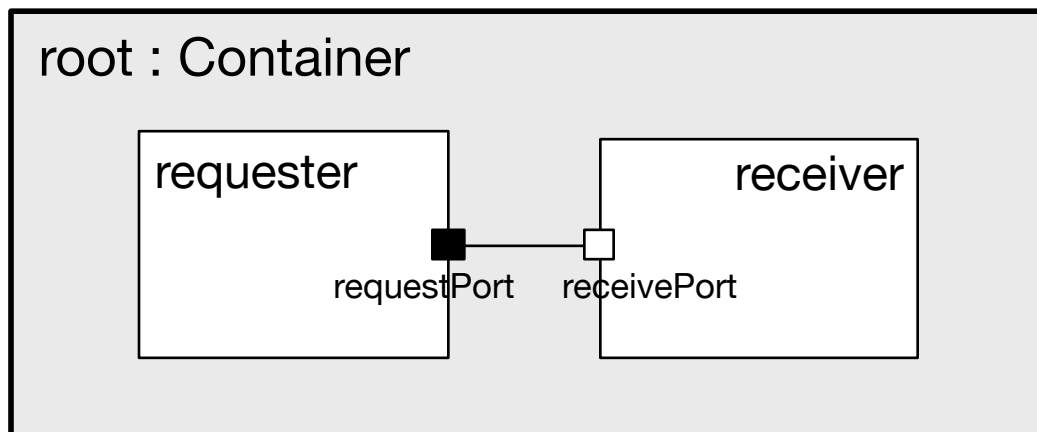 root : Container
requester
receiver
requestPort
receivePort